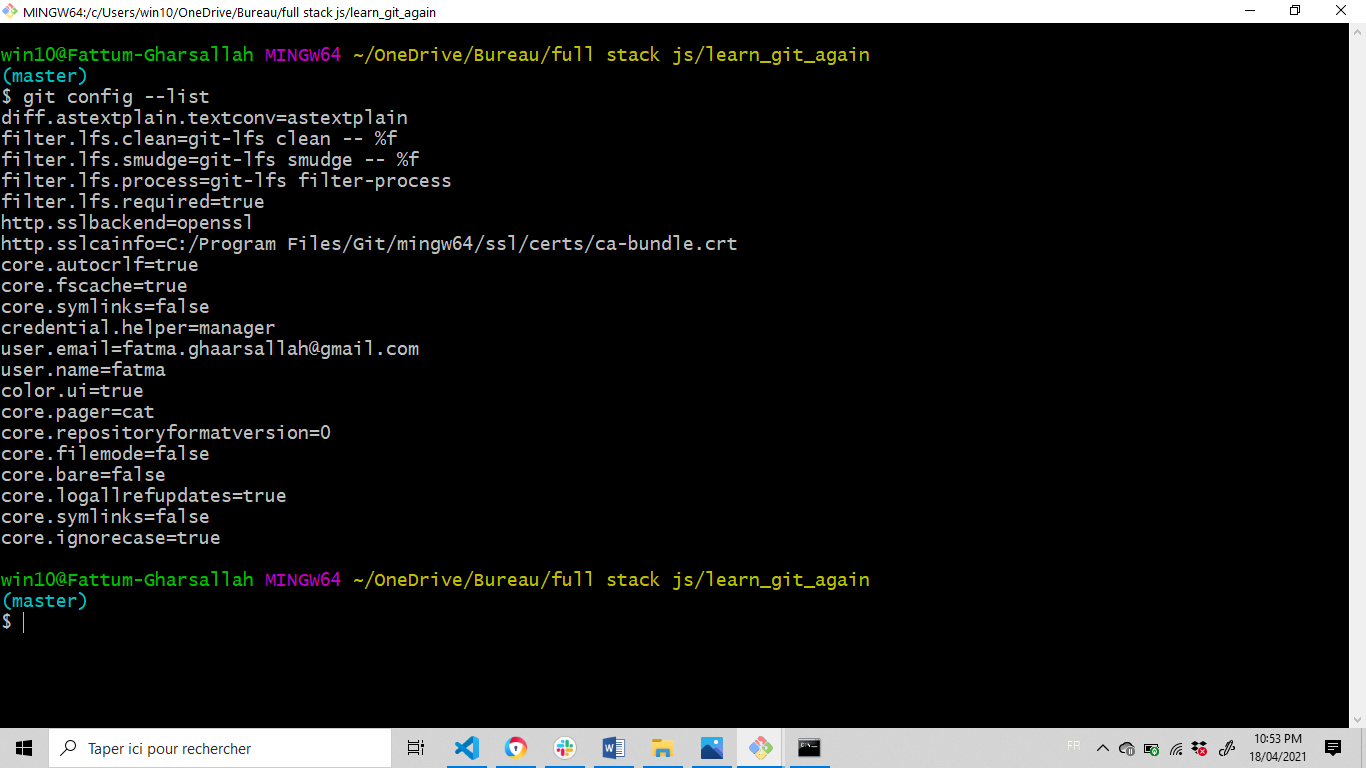 MINGW64:/c/Users/win10/OneDrive/Bureau/full stack js/learn_git_again
win10@Fattum-Gharsallah MINGW64 ~/OneDrive/Bureau/full stack js/learn_git_again
(master)
$ git config --list
diff.astextplain.textconv=astextplain
filter.lfs.clean=git-lfs clean -- %f
filter.lfs.smudge=git-lfs smudge -- %f
filter.lfs.process=git-lfs filter-process
filter.lfs.required=true
http.sslbackend=openssl
http.sslcainfo=C:/Program Files/Git/mingw64/ssl/certs/ca-bundle.crt
core.autocrlf=true
core.fscache=true
core.symlinks=false
credential.helper=manager
user.email=fatma.ghaarsallah@gmail.com
user.name=fatma
color.ui=true
core.pager=cat
core.repositoryformatversion=0
core.filemode=false
core.bare=false
core.logallrefupdates=true
core.symlinks=false
core.ignorecase=true
win10@Fattum-Gharsallah MINGW64 ~/OneDrive/Bureau/full stack js/learn_git_again
(master)
$
Taper ici pour rechercher
FR
10:53 PM
18/04/2021